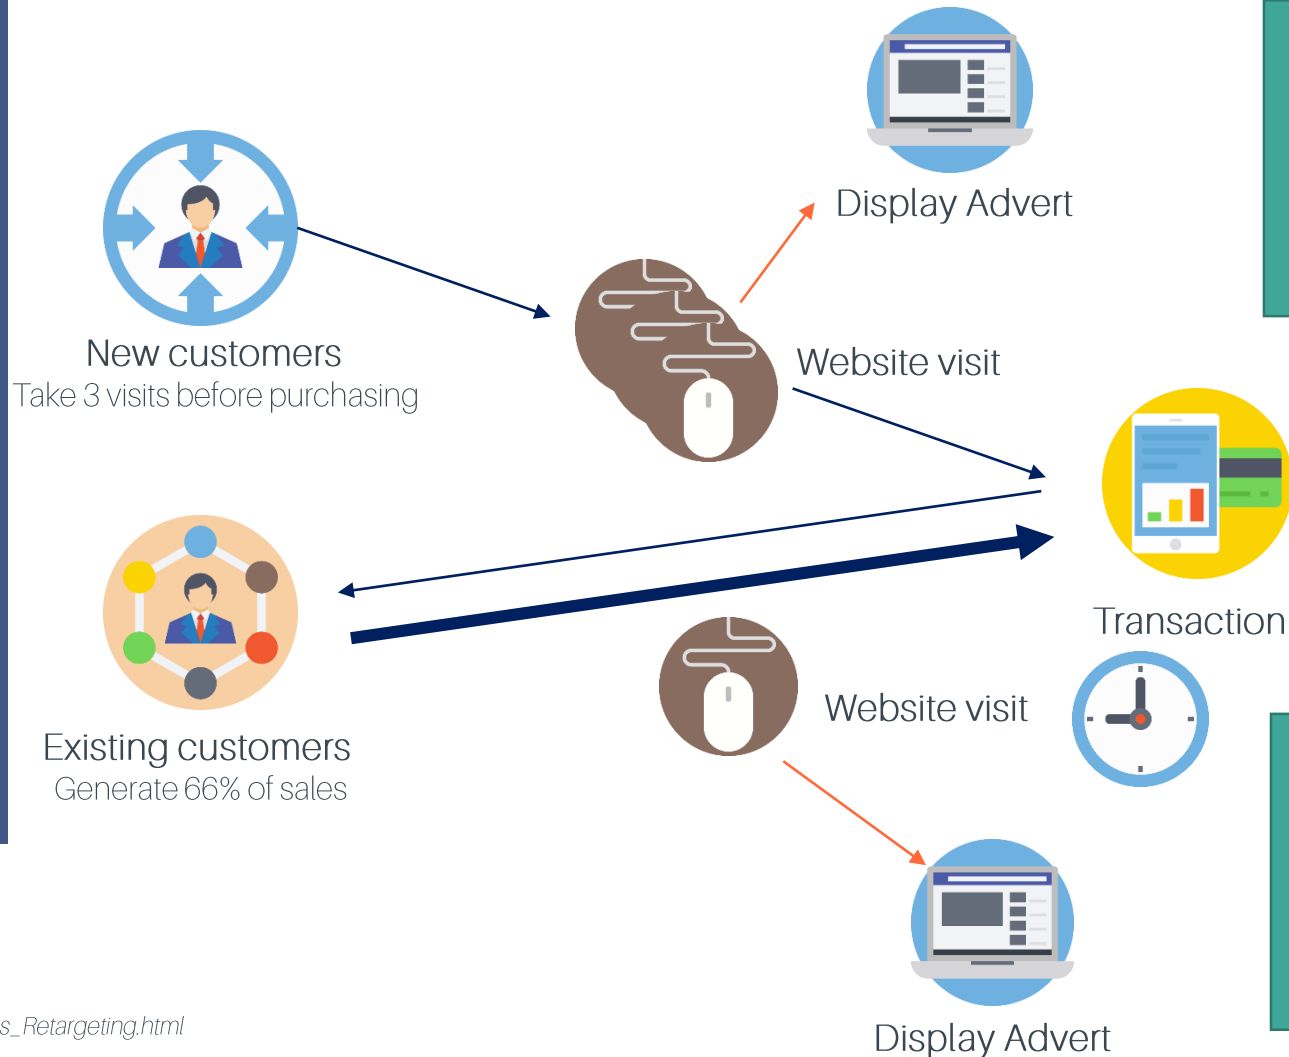 Display Advert
New customers
Take 3 visits before purchasing
Website visit
Transaction
Existing customers
Generate 66% of sales
Website visit
s_Retargeting.html
Display Advert